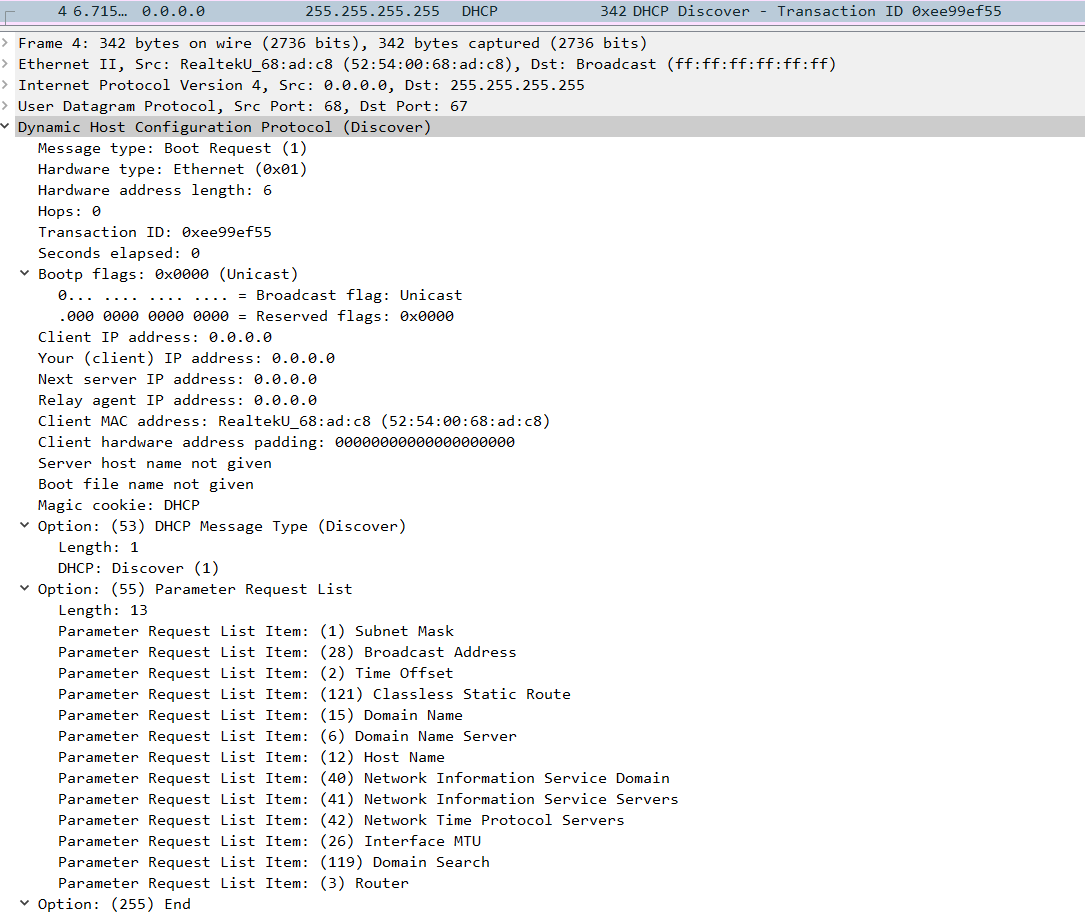 4 6.715… 0.0.0.0 255.255.255.255 DHCP 342 DHCP Discover - Transaction ID 0xee99ef55
Frame 4: 342 bytes on wire (2736 bits), 342 bytes captured (2736 bits)
Ethernet II, Src: RealtekU_68:ad:c8 (52:54:00:68:ad:c8), Dst: Broadcast (ff:ff:ff:ff:ff:ff)
Internet Protocol Version 4, Src: 0.0.0.0, Dst: 255.255.255.255
User Datagram Protocol, Src Port: 68, Dst Port: 67
Dynamic Host Configuration Protocol (Discover)
Message type: Boot Request (1)
Hardware type: Ethernet (0x01)
Hardware address length: 6
Hops: 0
Transaction ID: 0xee99ef55
Seconds elapsed: 0
Bootp flags: 0x0000 (Unicast)
0... .... .... .... = Broadcast flag: Unicast
.000 0000 0000 0000 = Reserved flags: 0x0000
Client IP address: 0.0.0.0
Your (client) IP address: 0.0.0.0
Next server IP address: 0.0.0.0
Relay agent IP address: 0.0.0.0
Client MAC address: RealtekU_68:ad:c8 (52:54:00:68:ad:c8)
Client hardware address padding: 00000000000000000000
Server host name not given
Boot file name not given
Magic cookie: DHCP
Option: (53) DHCP Message Type (Discover)
Length: 1
DHCP: Discover (1)
Option: (55) Parameter Request List
Length: 13
Parameter Request List Item: (1) Subnet Mask
Parameter Request List Item: (28) Broadcast Address
Parameter Request List Item: (2) Time Offset
Parameter Request List Item: (121) Classless Static Route
Parameter Request List Item: (15) Domain Name
Parameter Request List Item: (6) Domain Name Server
Parameter Request List Item: (12) Host Name
Parameter Request List Item: (40) Network Information Service Domain
Parameter Request List Item: (41) Network Information Service Servers
Parameter Request List Item: (42) Network Time Protocol Servers
Parameter Request List Item: (26) Interface MTU
Parameter Request List Item: (119) Domain Search
Parameter Request List Item: (3) Router
Option: (255) End